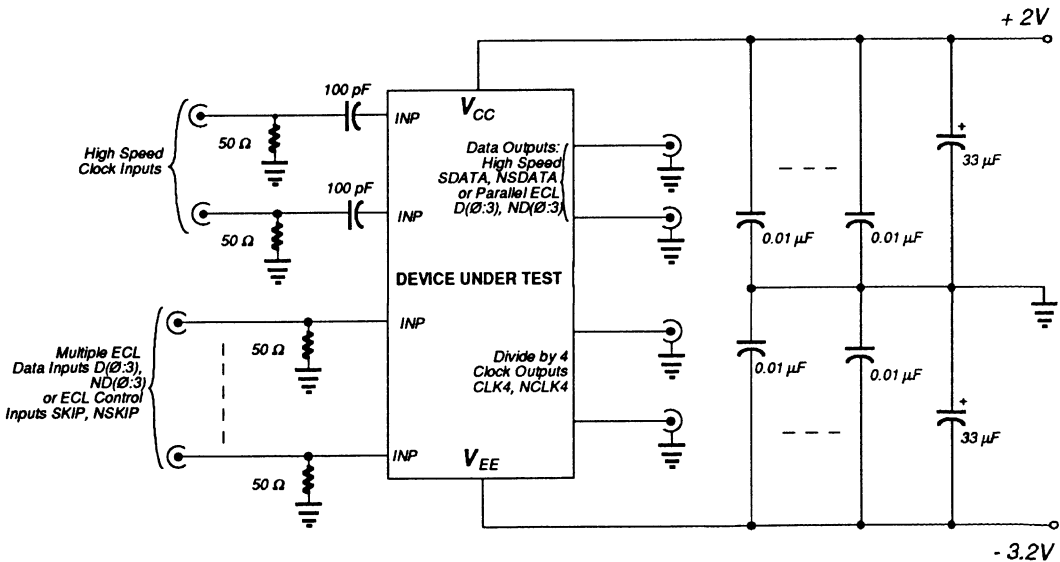 + 2V
100 pF
INP
VCC
50 Ω
High Speed
Clock Inputs
100 pF
INP
50 Ω
Data Outputs:
High Speed
SDATA, NSDATA
or Parallel ECL
D(Ø:3), ND(Ø:3)
+
33 µF
0.01 µF
0.01 µF
DEVICE UNDER TEST
INP
50 Ω
Multiple ECL
Data Inputs D(Ø:3),
ND(Ø:3)
or ECL Control
Inputs SKIP, NSKIP
Divide by 4
Clock Outputs
CLK4, NCLK4
0.01 µF
0.01 µF
+
33 µF
INP
VEE
50 Ω
- 3.2V